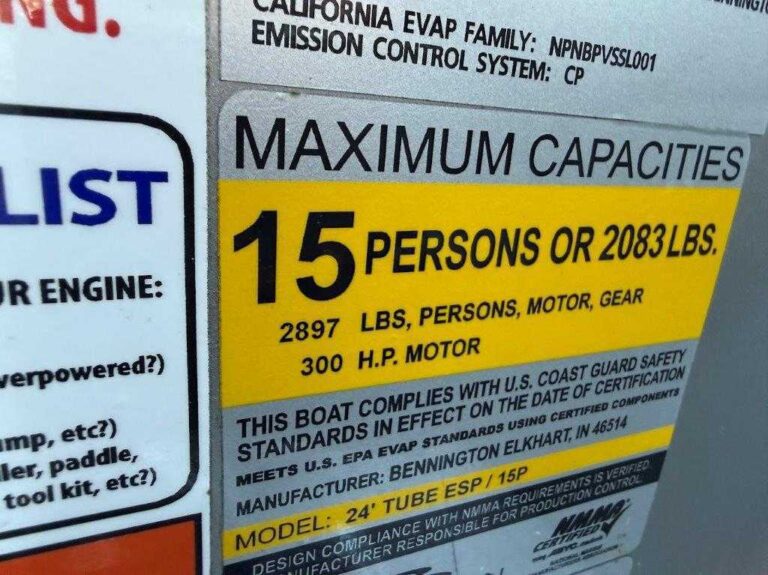 NG.
LIST
UR ENGINE:
verpowered?)
mp, etc?)
ler, paddle,
tool kit, etc?)
CALIFORNIA EVAP FAMILY: NPNBPVSSL001
EMISSION CONTROL SYSTEM: CP
MAXIMUM CAPACITIES
15 PERSONS OR 2083 LBS.
2897 LBS, PERSONS, MOTOR, GEAR
300 H.P. MOTOR
THIS BOAT COMPLIES WITH U.S. COAST GUARD SAFETY
STANDARDS IN EFFECT ON THE DATE OF CERTIFICATION
MEETS U.S. EPA EVAP STANDARDS USING CERTIFIED COMPONENTS
MANUFACTURER: BENNINGTON ELKHART, IN 46514
MODEL: 24' TUBE ESP / 15P
DESIGN COMPLIANCE WITH NMMA REQUIREMENTS IS VERIFIED.
MANUFACTURER RESPONSIBLE FOR PRODUCTION CONTROL.
NMMA
CERTIFIED